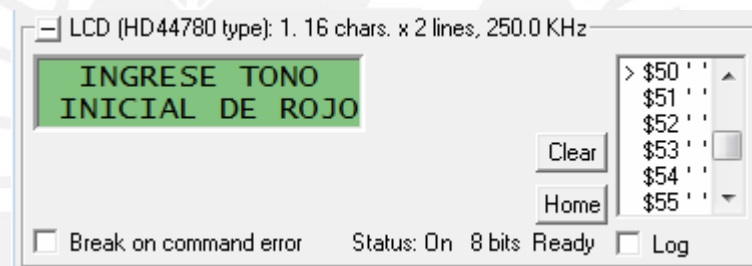 LCD (HD44780 type): 1. 16 chars. x 2 lines, 250.0 KHz
INGRESE TONO
INICIAL DE ROJO
> $50 ' '
$51 ' '
$52 ' '
$53 ' '
$54 ' '
$55 ' '
Clear
Home
Break on command error Status: On 8 bits Ready Log